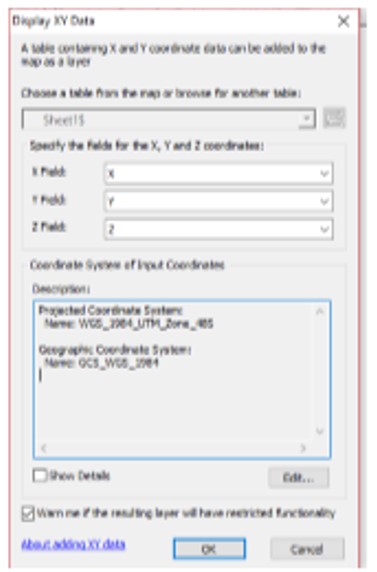 Display XY Data
A table containing X and Y coordinate data can be added to the
map as a layer
Choose a table from the map or browse for another table:
Sheet1$
Specify the fields for the X, Y and Z coordinates:
X Field: X
Y Field: Y
Z Field: Z
Coordinate System of Input Coordinates
Description:
Projected Coordinate System:
Name: WGS_1984_UTM_Zone_48S
Geographic Coordinate System:
Name: GCS_WGS_1984
Show Details
Edit...
Warn me if the resulting layer will have restricted functionality
About adding XY data
OK
Cancel